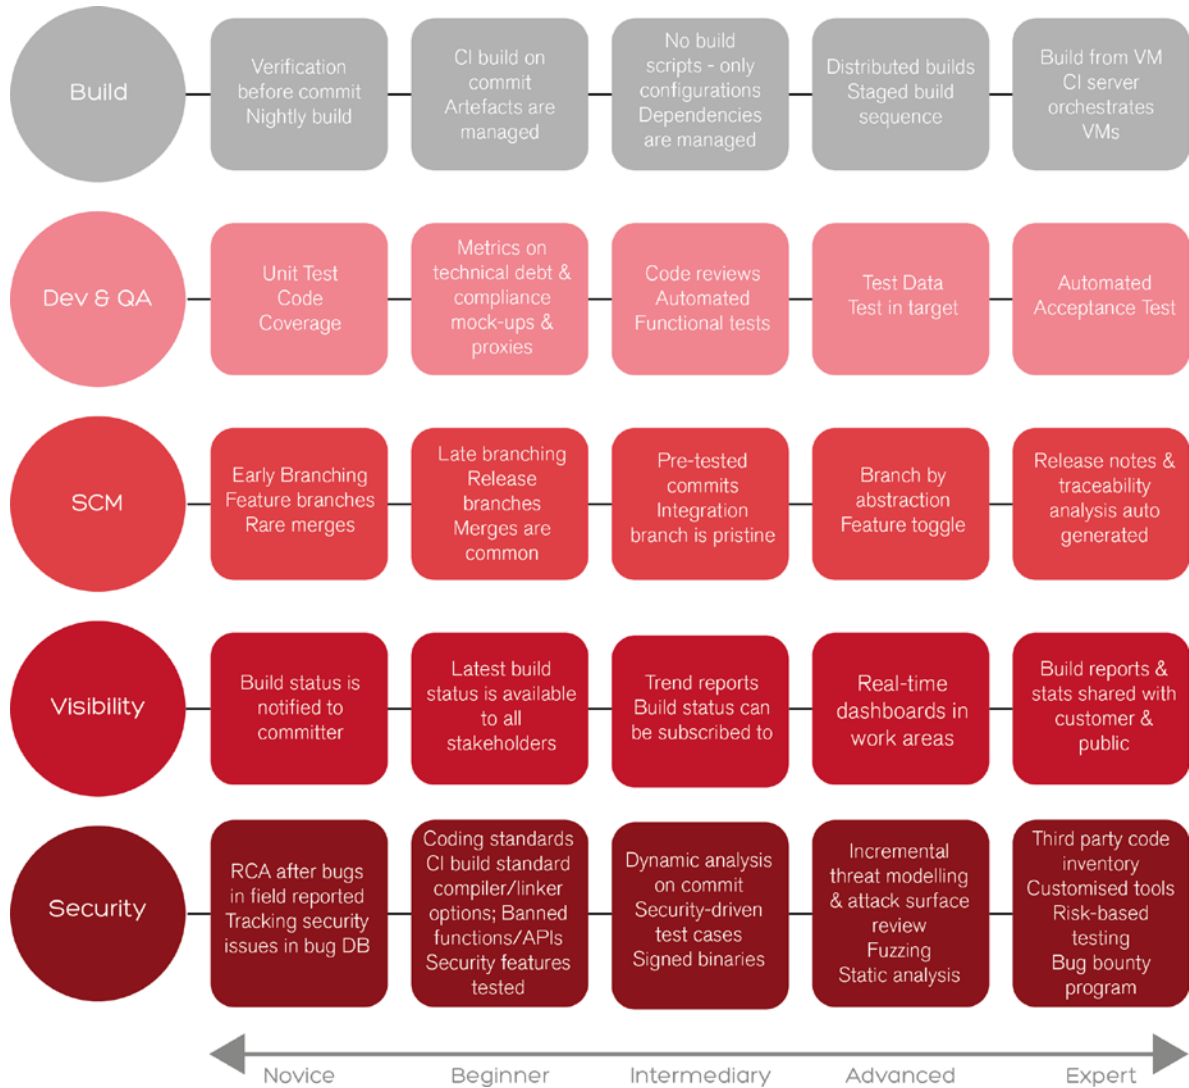 Build
Verification
before commit
Nightly build
CI build on
commit
Artefacts are
managed
No build
scripts - only
configurations
Dependencies
are managed
Distributed builds
Staged build
sequence
Build from VM
CI server
orchestrates
VMs
Dev & QA
Unit Test
Code
Coverage
Metrics on
technical debt &
compliance
mock-ups &
proxies
Code reviews
Automated
Functional tests
Test Data
Test in target
Automated
Acceptance Test
SCM
Early Branching
Feature branches
Rare merges
Late branching
Release
branches
Merges are
common
Pre-tested
commits
Integration
branch is pristine
Branch by
abstraction
Feature toggle
Release notes &
traceability
analysis auto
generated
Visibility
Build status is
notified to
committer
Latest build
status is available
to all
stakeholders
Trend reports
Build status can
be subscribed to
Real-time
dashboards in
work areas
Build reports &
stats shared with
customer &
public
Security
RCA after bugs
in field reported
Tracking security
issues in bug DB
Coding standards
CI build standard
compiler/linker
options; Banned
functions/APIs
Security features
tested
Dynamic analysis
on commit
Security-driven
test cases
Signed binaries
Incremental
threat modelling
& attack surface
review
Fuzzing
Static analysis
Third party code
inventory
Customised tools
Risk-based
testing
Bug bounty
program
Novice
Beginner
Intermediary
Advanced
Expert